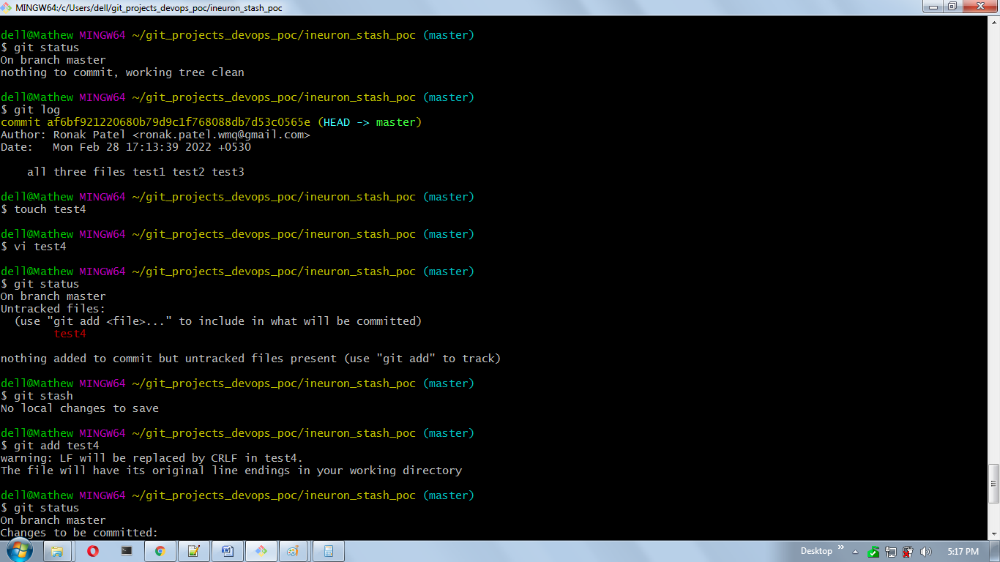 MINGW64:/c/Users/dell/git_projects_devops_poc/ineuron_stash_poc
dell@Mathew MINGW64 ~/git_projects_devops_poc/ineuron_stash_poc (master)
$ git status
On branch master
nothing to commit, working tree clean
dell@Mathew MINGW64 ~/git_projects_devops_poc/ineuron_stash_poc (master)
$ git log
commit af6bf921220680b79d9c1f768088db7d53c0565e (HEAD -> master)
Author: Ronak Patel <ronak.patel.wmq@gmail.com>
Date:   Mon Feb 28 17:13:39 2022 +0530
    all three files test1 test2 test3
dell@Mathew MINGW64 ~/git_projects_devops_poc/ineuron_stash_poc (master)
$ touch test4
dell@Mathew MINGW64 ~/git_projects_devops_poc/ineuron_stash_poc (master)
$ vi test4
dell@Mathew MINGW64 ~/git_projects_devops_poc/ineuron_stash_poc (master)
$ git status
On branch master
Untracked files:
  (use "git add <file>..." to include in what will be committed)
        test4
nothing added to commit but untracked files present (use "git add" to track)
dell@Mathew MINGW64 ~/git_projects_devops_poc/ineuron_stash_poc (master)
$ git stash
No local changes to save
dell@Mathew MINGW64 ~/git_projects_devops_poc/ineuron_stash_poc (master)
$ git add test4
warning: LF will be replaced by CRLF in test4.
The file will have its original line endings in your working directory
dell@Mathew MINGW64 ~/git_projects_devops_poc/ineuron_stash_poc (master)
$ git status
On branch master
Changes to be committed:
Desktop » 5:17 PM